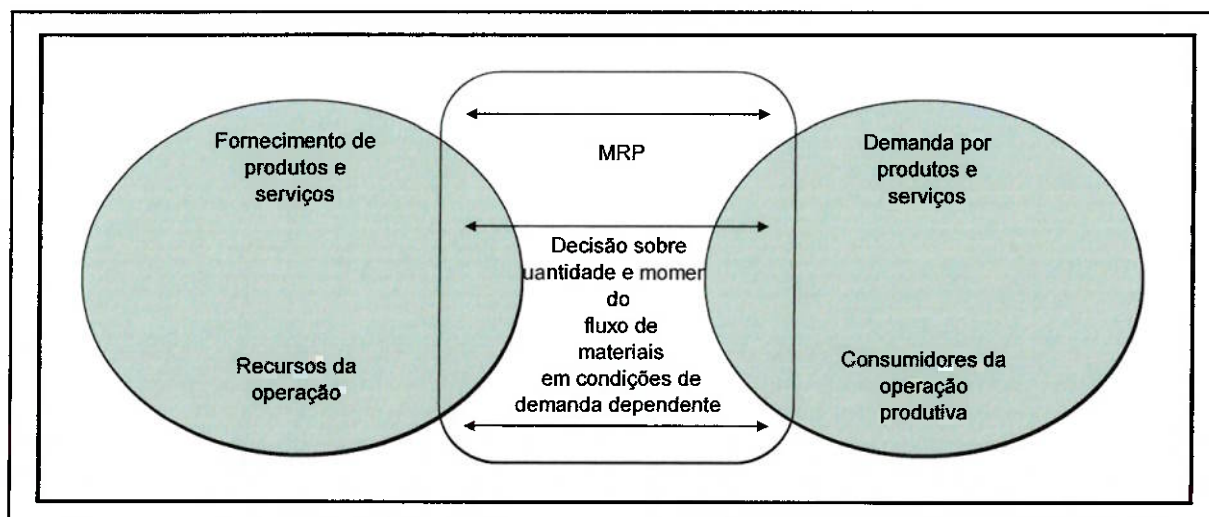 Fornecimento de
produtos e
serviços
Recursos da
operação
MRP
Decisão sobre
uantidade e momen
do
fluxo de
materiais
em condições de
demanda dependente
Demanda por
produtos e
serviços
Consumidores da
operação
produtiva